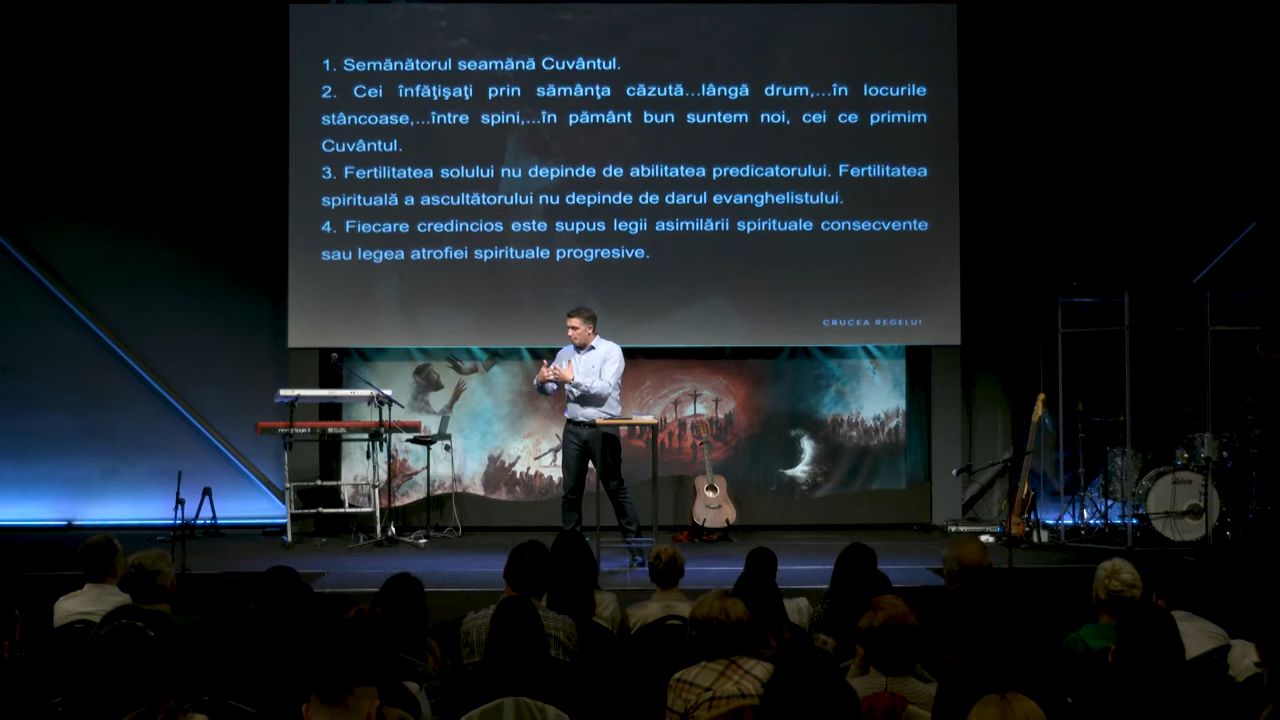 1. Semănătorul seamănă Cuvântul.
2. Cei înfăţişaţi prin sămânţa căzută...lângă drum,...în locurile
stâncoase,...între spini,...în pământ bun suntem noi, cei ce primim
Cuvântul.
3. Fertilitatea solului nu depinde de abilitatea predicatorului. Fertilitatea
spirituală a ascultătorului nu depinde de darul evanghelistului.
4. Fiecare credincios este supus legii asimilării spirituale consecvente
sau legea atrofiei spirituale progresive.
CRUCEA REGELUI